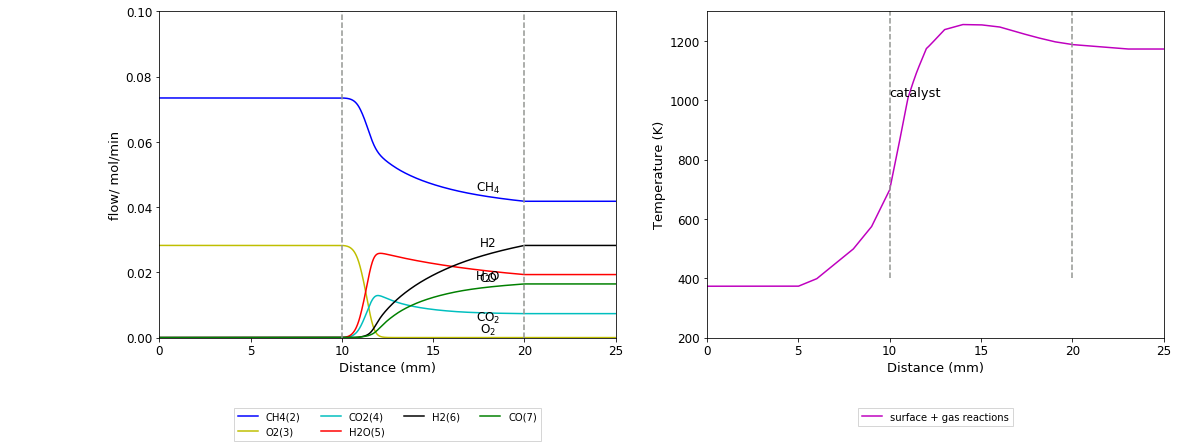 0.10
0.08
0.06
0.04
0.02
0.00
flow/ mol/min
CH4
H2
H2O
CO
CO2
O2
0 5 10 15 20 25
Distance (mm)
CH4(2) CO2(4) H2(6) CO(7)
O2(3) H2O(5)
1200
1000
800
600
400
200
Temperature (K)
catalyst
0 5 10 15 20 25
Distance (mm)
surface + gas reactions